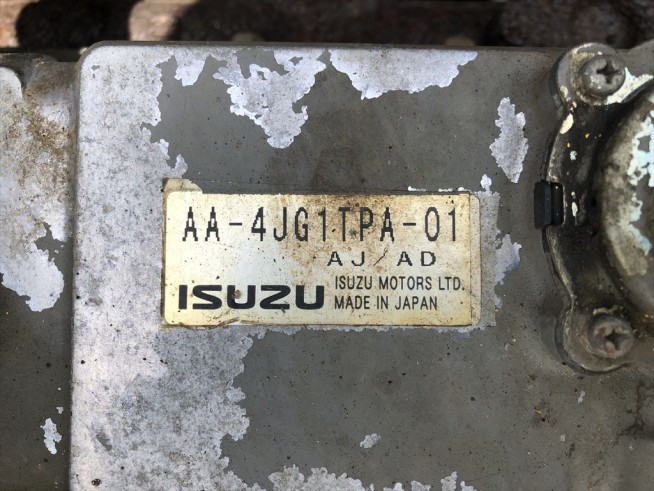 AA-4JG1TPA-01
AJ/AD
ISUZU
ISUZU MOTORS LTD.
MADE IN JAPAN